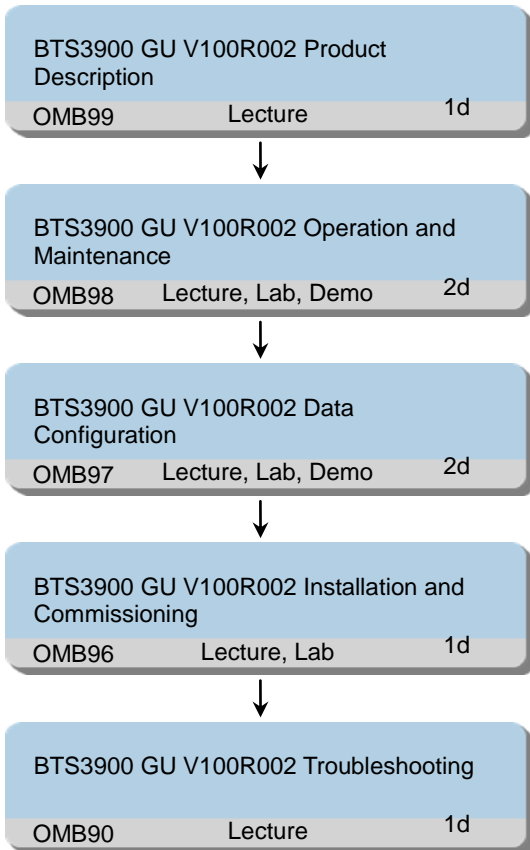 BTS3900 GU V100R002 Product
Description
OMB99 Lecture 1d
BTS3900 GU V100R002 Operation and
Maintenance
OMB98 Lecture, Lab, Demo 2d
BTS3900 GU V100R002 Data
Configuration
OMB97 Lecture, Lab, Demo 2d
BTS3900 GU V100R002 Installation and
Commissioning
OMB96 Lecture, Lab 1d
BTS3900 GU V100R002 Troubleshooting
OMB90 Lecture 1d